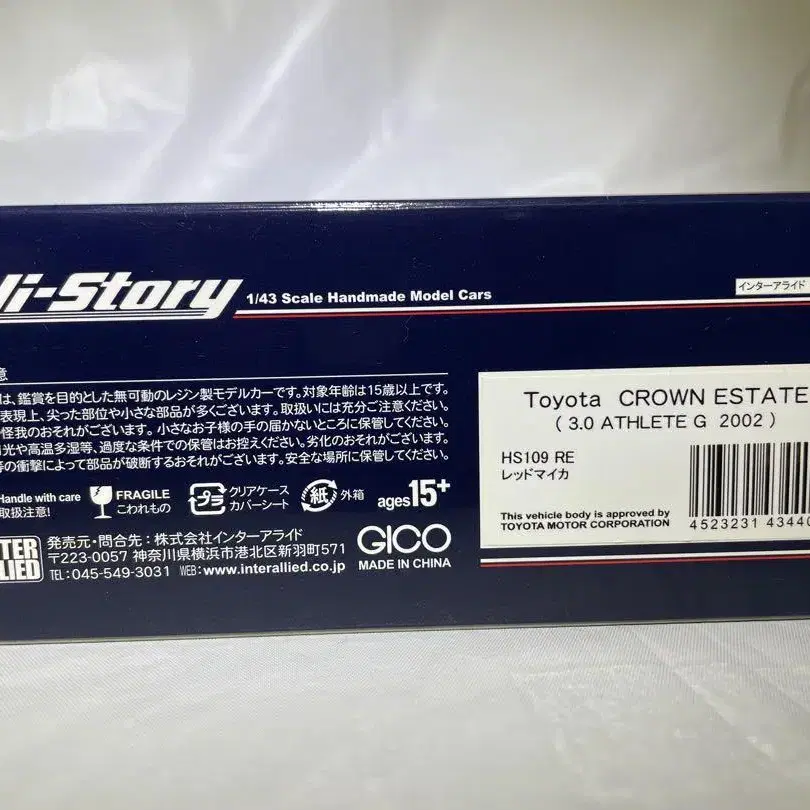 i-Story
1/43 Scale Handmade Model Cars
インターアライド
意
は、鑑賞を目的とした無可動のレジン製モデルカーです。対象年齢は15歳以上です。
表現上、尖った部位や小さな部品が多くございます。取扱いには充分ご注意ください。
怪我のおそれがございます。小さなお子様の手の届かないところに保管してください。
光や高温多湿等、過度な条件での保管はお控えください。劣化のおそれがございます。
等の衝撃によって部品が破断するおそれがございます。安全な場所に保管してください。
Toyota CROWN ESTATE
( 3.0 ATHLETE G 2002 )
HS109 RE
レッドマイカ
This vehicle body is approved by
TOYOTA MOTOR CORPORATION
4523231 43440
Handle with care
取扱注意!
FRAGILE
こわれもの
プラ
クリアケース
カバーシート
紙
外箱
ages15+
TER
LIED
発売元・問合先：株式会社インターアライド
〒223-0057 神奈川県横浜市港北区新羽町571
TEL:045-549-3031 WEB:www.interallied.co.jp
GICO
MADE IN CHINA